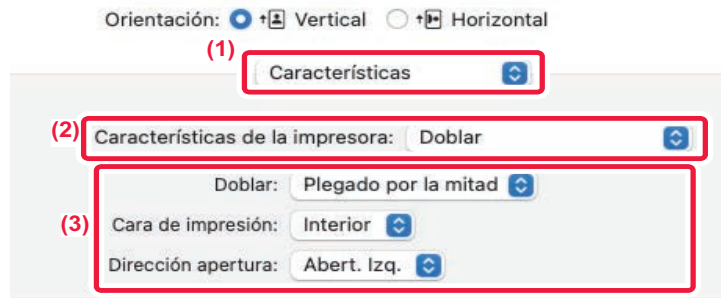 Orientación: Vertical Horizontal
(1)
Características
(2) Características de la impresora: Doblar
Doblar: Plegado por la mitad
(3) Cara de impresión: Interior
Dirección apertura: Abert. Izq.